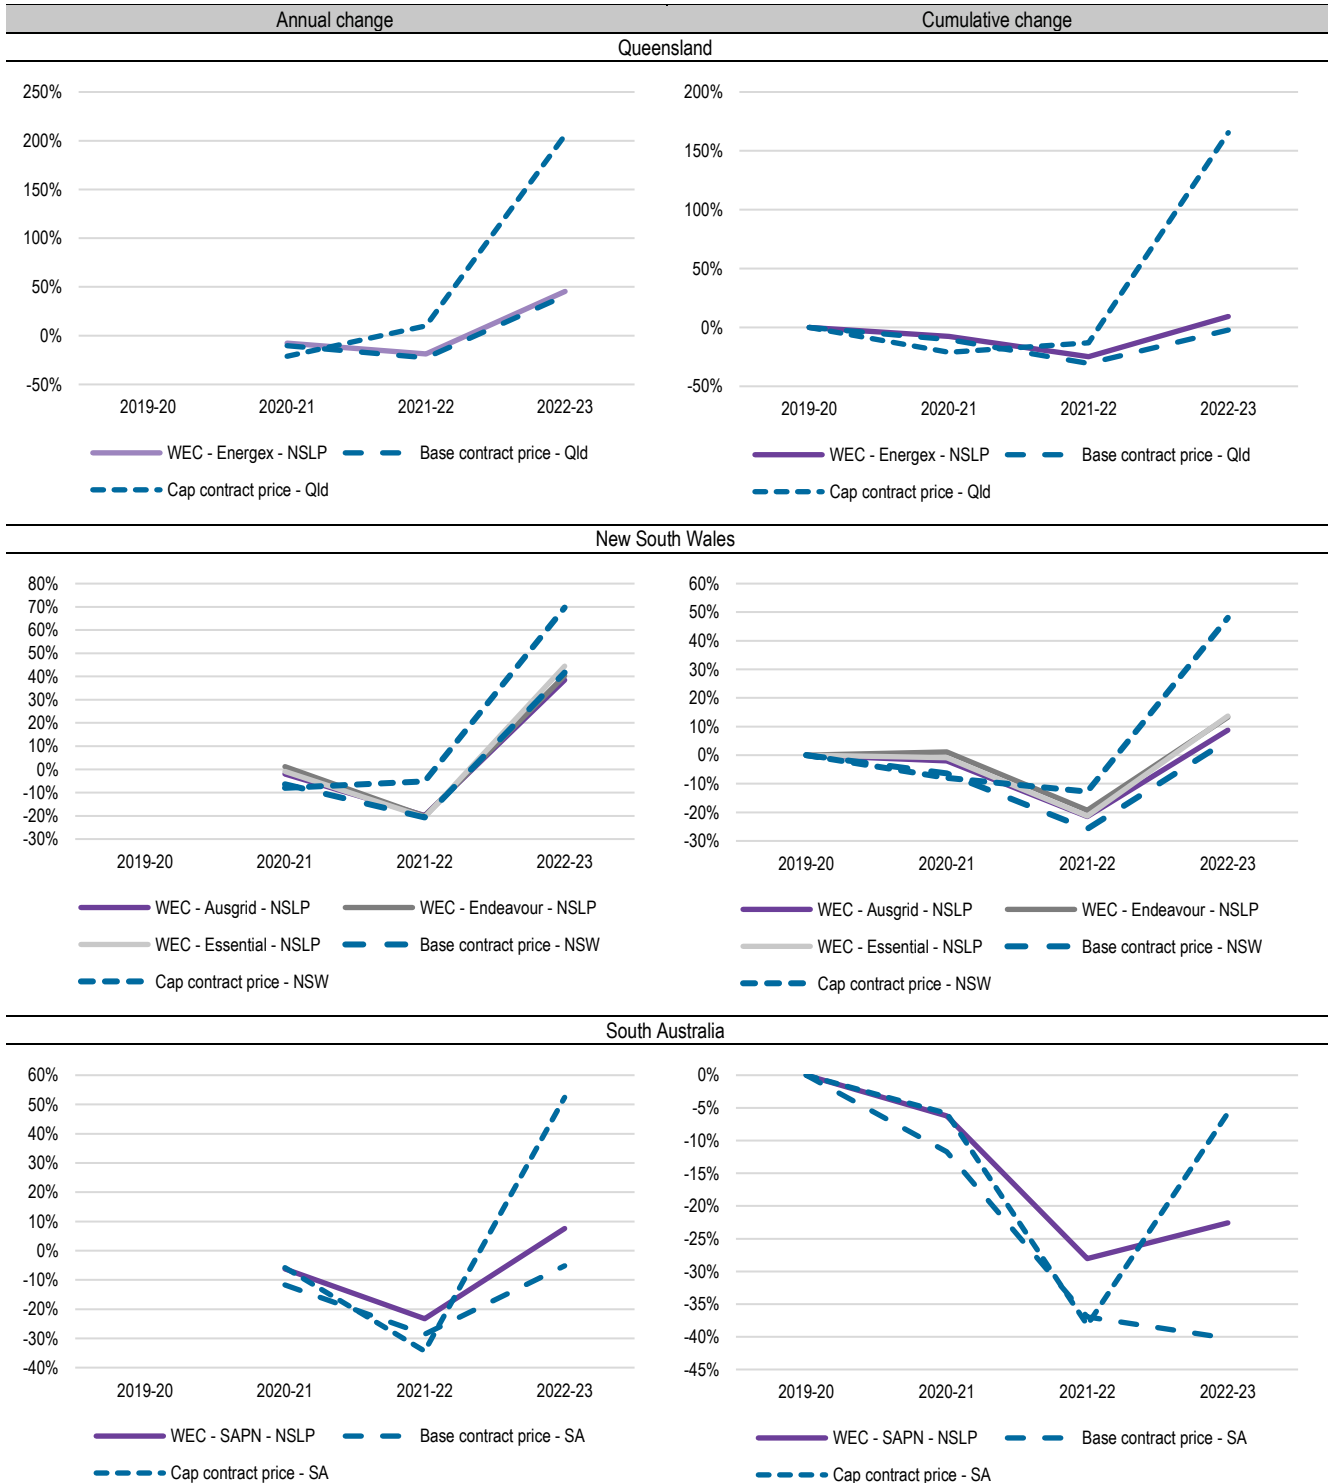 Annual change Cumulative change
Queensland
250%
200%
150%
100%
50%
0%
-50%
2019-20 2020-21 2021-22 2022-23
WEC - Energex - NSLP Base contract price - Qld
Cap contract price - Qld
200%
150%
100%
50%
0%
-50%
2019-20 2020-21 2021-22 2022-23
WEC - Energex - NSLP Base contract price - Qld
Cap contract price - Qld
New South Wales
80%
70%
60%
50%
40%
30%
20%
10%
0%
-10%
-20%
-30%
2019-20 2020-21 2021-22 2022-23
WEC - Ausgrid - NSLP WEC - Endeavour - NSLP
WEC - Essential - NSLP Base contract price - NSW
Cap contract price - NSW
60%
50%
40%
30%
20%
10%
0%
-10%
-20%
-30%
2019-20 2020-21 2021-22 2022-23
WEC - Ausgrid - NSLP WEC - Endeavour - NSLP
WEC - Essential - NSLP Base contract price - NSW
Cap contract price - NSW
South Australia
60%
50%
40%
30%
20%
10%
0%
-10%
-20%
-30%
-40%
2019-20 2020-21 2021-22 2022-23
WEC - SAPN - NSLP Base contract price - SA
Cap contract price - SA
0%
-5%
-10%
-15%
-20%
-25%
-30%
-35%
-40%
-45%
2019-20 2020-21 2021-22 2022-23
WEC - SAPN - NSLP Base contract price - SA
Cap contract price - SA